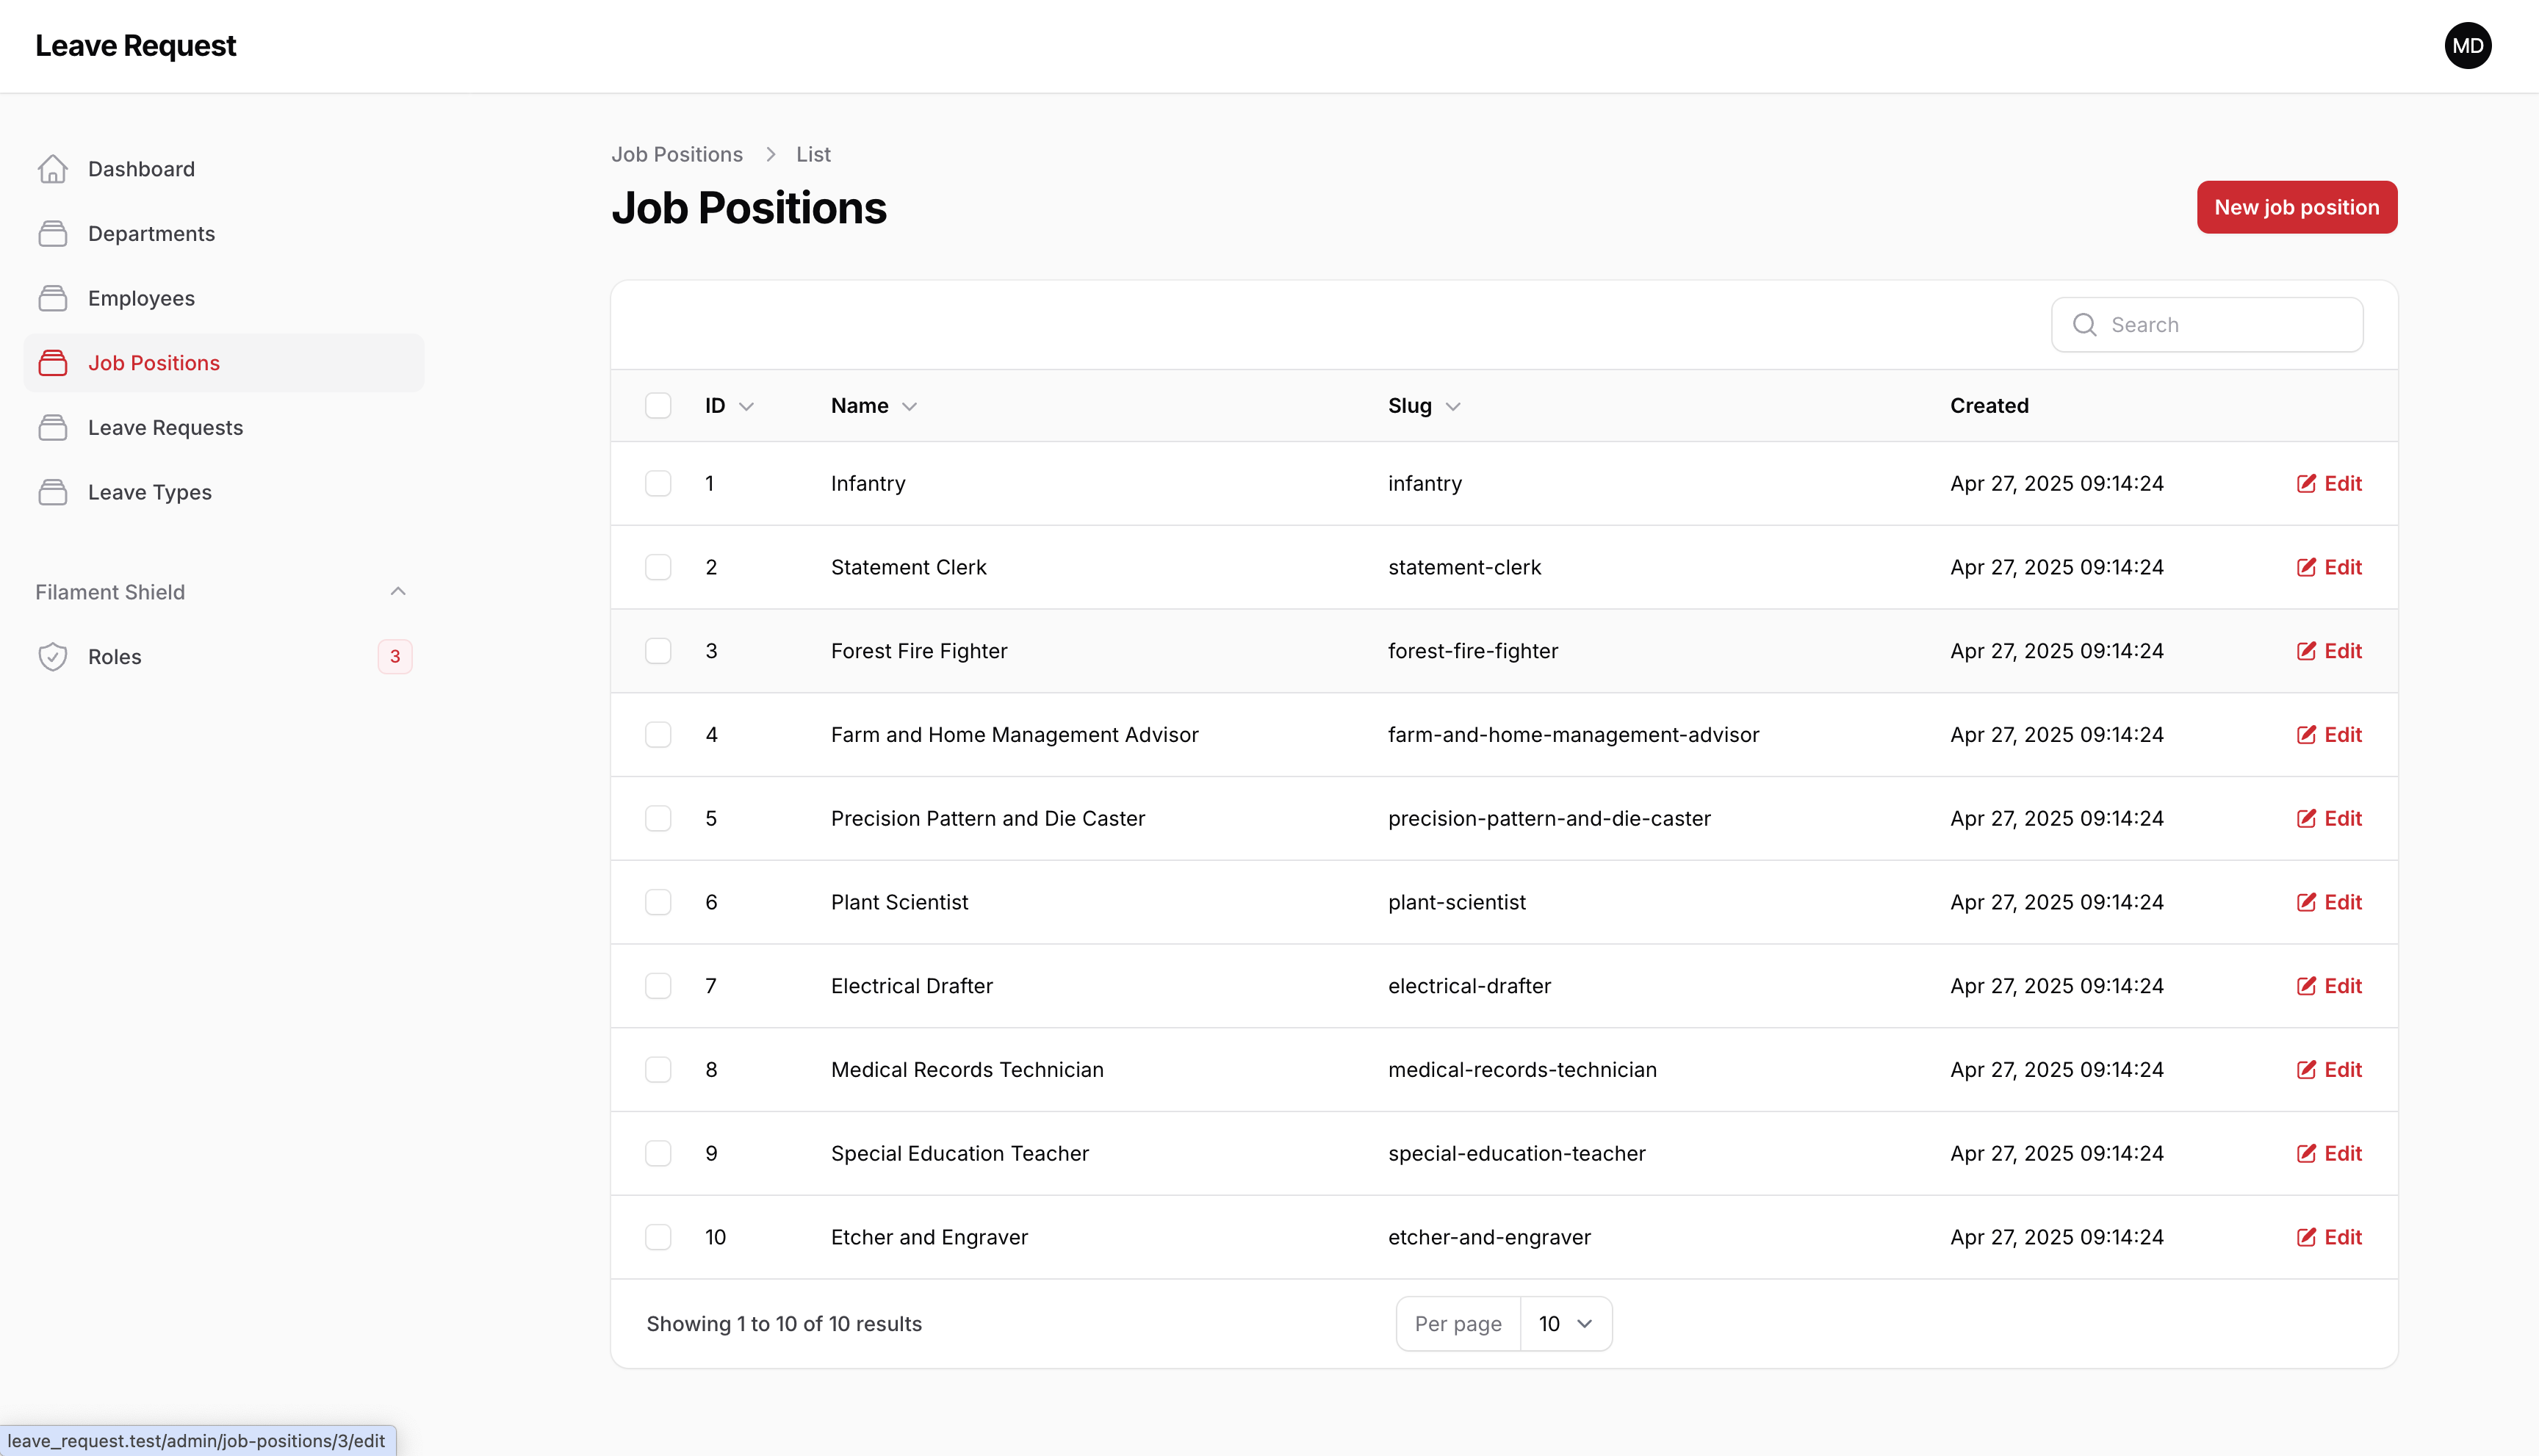 Leave Request
MD
Dashboard
Departments
Employees
Job Positions
Leave Requests
Leave Types
Filament Shield
Roles 3
Job Positions List
Job Positions
New job position
Search
ID Name Slug Created
1 Infantry infantry Apr 27, 2025 09:14:24 Edit
2 Statement Clerk statement-clerk Apr 27, 2025 09:14:24 Edit
3 Forest Fire Fighter forest-fire-fighter Apr 27, 2025 09:14:24 Edit
4 Farm and Home Management Advisor farm-and-home-management-advisor Apr 27, 2025 09:14:24 Edit
5 Precision Pattern and Die Caster precision-pattern-and-die-caster Apr 27, 2025 09:14:24 Edit
6 Plant Scientist plant-scientist Apr 27, 2025 09:14:24 Edit
7 Electrical Drafter electrical-drafter Apr 27, 2025 09:14:24 Edit
8 Medical Records Technician medical-records-technician Apr 27, 2025 09:14:24 Edit
9 Special Education Teacher special-education-teacher Apr 27, 2025 09:14:24 Edit
10 Etcher and Engraver etcher-and-engraver Apr 27, 2025 09:14:24 Edit
Showing 1 to 10 of 10 results Per page 10
leave_request.test/admin/job-positions/3/edit